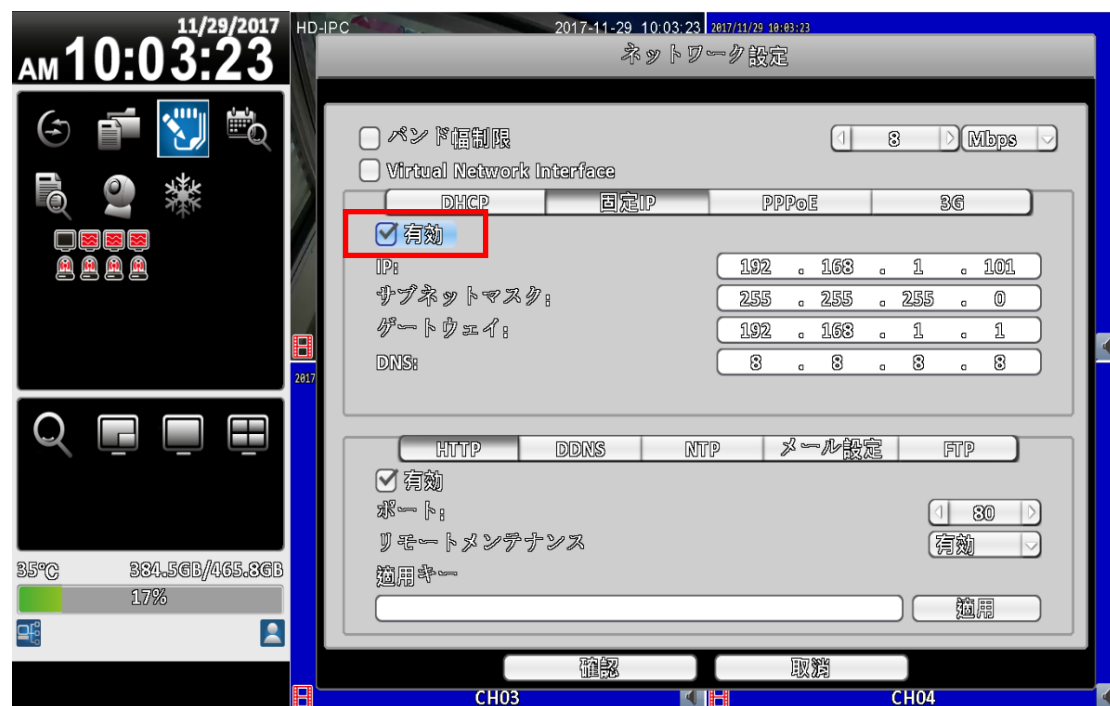 11/29/2017
AM 10:03:23
35°C 384.5GB/465.8GB
17%
HD-IPC 2017-11-29 10:03:23 2017/11/29 10:03:23
ネットワーク設定
バンド幅制限 8 Mbps
Virtual Network Interface
DHCP 固定IP PPPoE 3G
有効
IP: 192 . 168 . 1 . 101
サブネットマスク: 255 . 255 . 255 . 0
ゲートウェイ: 192 . 168 . 1 . 1
DNS: 8 . 8 . 8 . 8
2017
HTTP DDNS NTP メール設定 FTP
有効
ポート: 80
リモートメンテナンス 有効
適用キー
適用
確認 取消
CH03 CH04